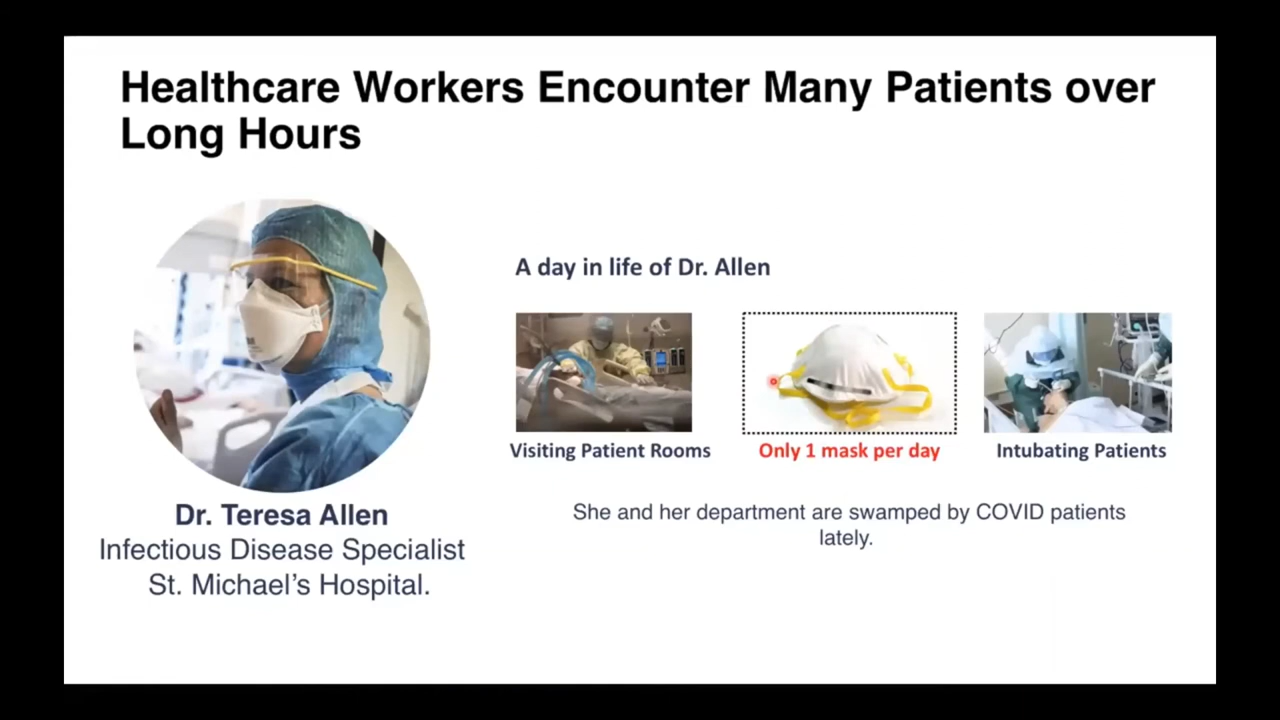 Healthcare Workers Encounter Many Patients over
Long Hours
A day in life of Dr. Allen
Visiting Patient Rooms
Only 1 mask per day
Intubating Patients
She and her department are swamped by COVID patients
lately.
Dr. Teresa Allen
Infectious Disease Specialist
St. Michael’s Hospital.